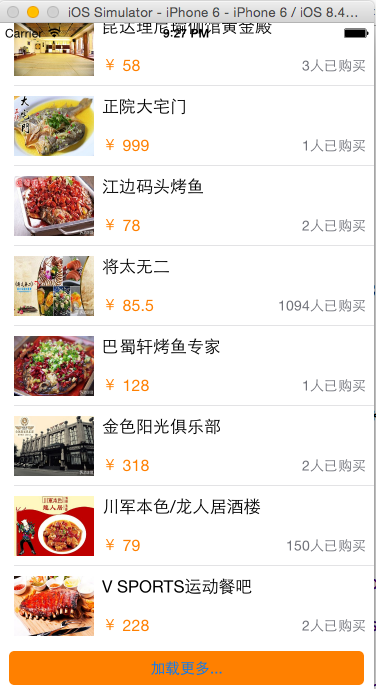 iOS Simulator - iPhone 6 - iPhone 6 / iOS 8.4...
Carrier 9:27 PM
昆达理尼瑜伽馆黄金殿
¥ 58 3人已购买
正院大宅门
¥ 999 1人已购买
江边码头烤鱼
¥ 78 2人已购买
将太无二
¥ 85.5 1094人已购买
巴蜀轩烤鱼专家
¥ 128 1人已购买
金色阳光俱乐部
¥ 318 2人已购买
川军本色/龙人居酒楼
¥ 79 150人已购买
V SPORTS运动餐吧
¥ 228 2人已购买
加载更多...